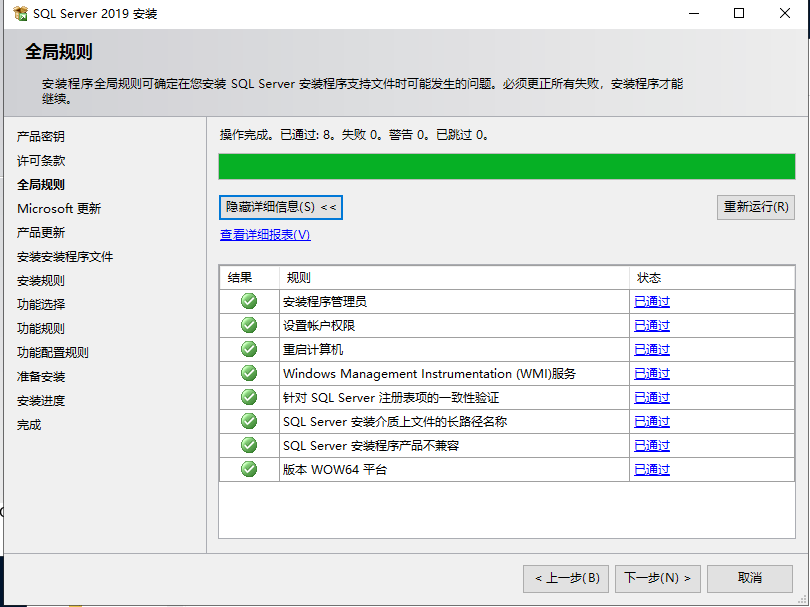 SQL Server 2019 安装
全局规则
安装程序全局规则可确定在您安装 SQL Server 安装程序支持文件时可能发生的问题。必须更正所有失败，安装程序才能
继续。
产品密钥
许可条款
全局规则
Microsoft 更新
产品更新
安装安装程序文件
安装规则
功能选择
功能规则
功能配置规则
准备安装
安装进度
完成
操作完成。已通过: 8。失败 0。警告 0。已跳过 0。
隐藏详细信息(S) <<
重新运行(R)
查看详细报表(V)
结果 规则 状态
安装程序管理员 已通过
设置帐户权限 已通过
重启计算机 已通过
Windows Management Instrumentation (WMI)服务 已通过
针对 SQL Server 注册表项的一致性验证 已通过
SQL Server 安装介质上文件的长路径名称 已通过
SQL Server 安装程序产品不兼容 已通过
版本 WOW64 平台 已通过
< 上一步(B) 下一步(N) > 取消